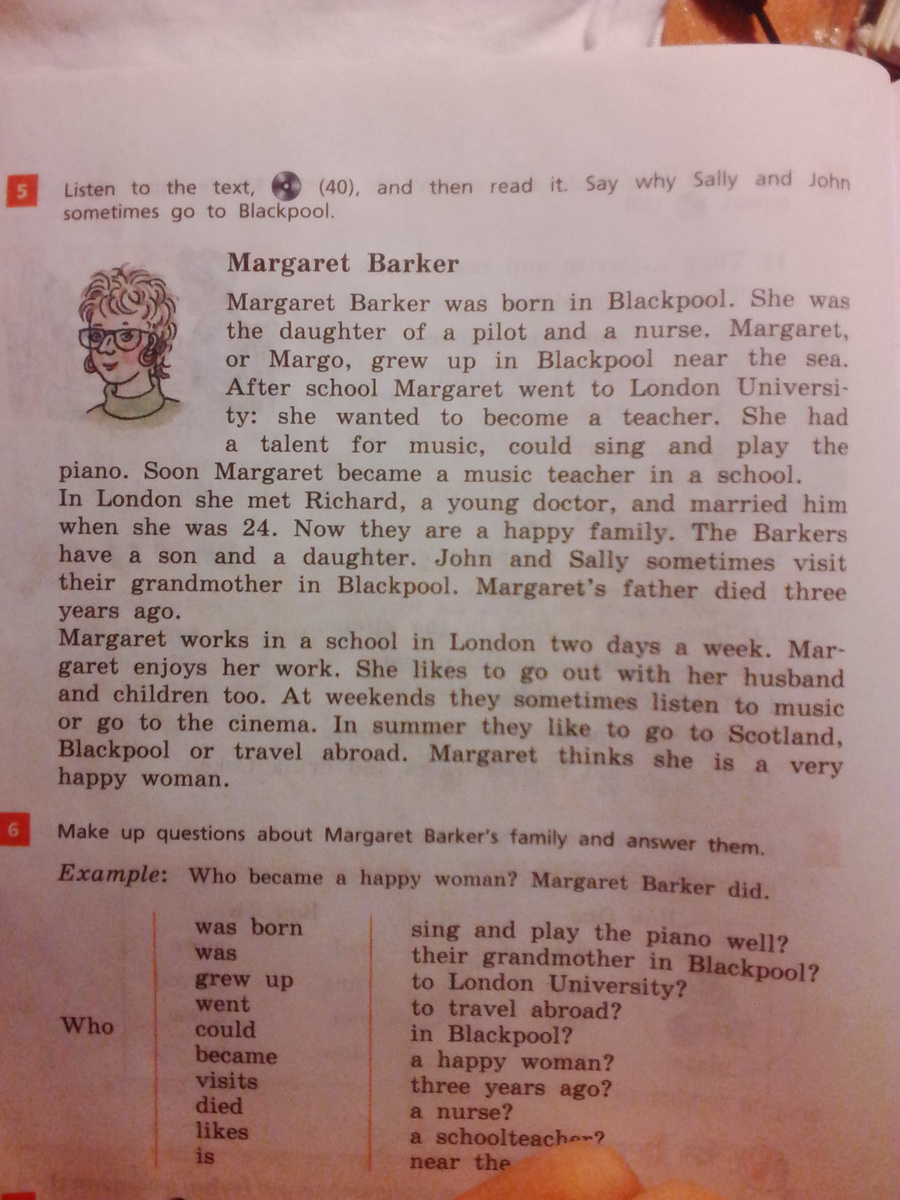 5 Listen to the text, (40), and then read it. Say why Sally and John
sometimes go to Blackpool.
Margaret Barker
Margaret Barker was born in Blackpool. She was
the daughter of a pilot and a nurse. Margaret,
or Margo, grew up in Blackpool near the sea.
After school Margaret went to London Universi-
ty: she wanted to become a teacher. She had
a talent for music, could sing and play the
piano. Soon Margaret became a music teacher in a school.
In London she met Richard, a young doctor, and married him
when she was 24. Now they are a happy family. The Barkers
have a son and a daughter. John and Sally sometimes visit
their grandmother in Blackpool. Margaret's father died three
years ago.
Margaret works in a school in London two days a week. Mar-
garet enjoys her work. She likes to go out with her husband
and children too. At weekends they sometimes listen to music
or go to the cinema. In summer they like to go to Scotland,
Blackpool or travel abroad. Margaret thinks she is a very
happy woman.
6 Make up questions about Margaret Barker's family and answer them.
Example: Who became a happy woman? Margaret Barker did.
Who
was born
was
grew up
went
could
became
visits
died
likes
is
sing and play the piano well?
their grandmother in Blackpool?
to London University?
to travel abroad?
in Blackpool?
a happy woman?
three years ago?
a nurse?
a schoolteacher?
near the